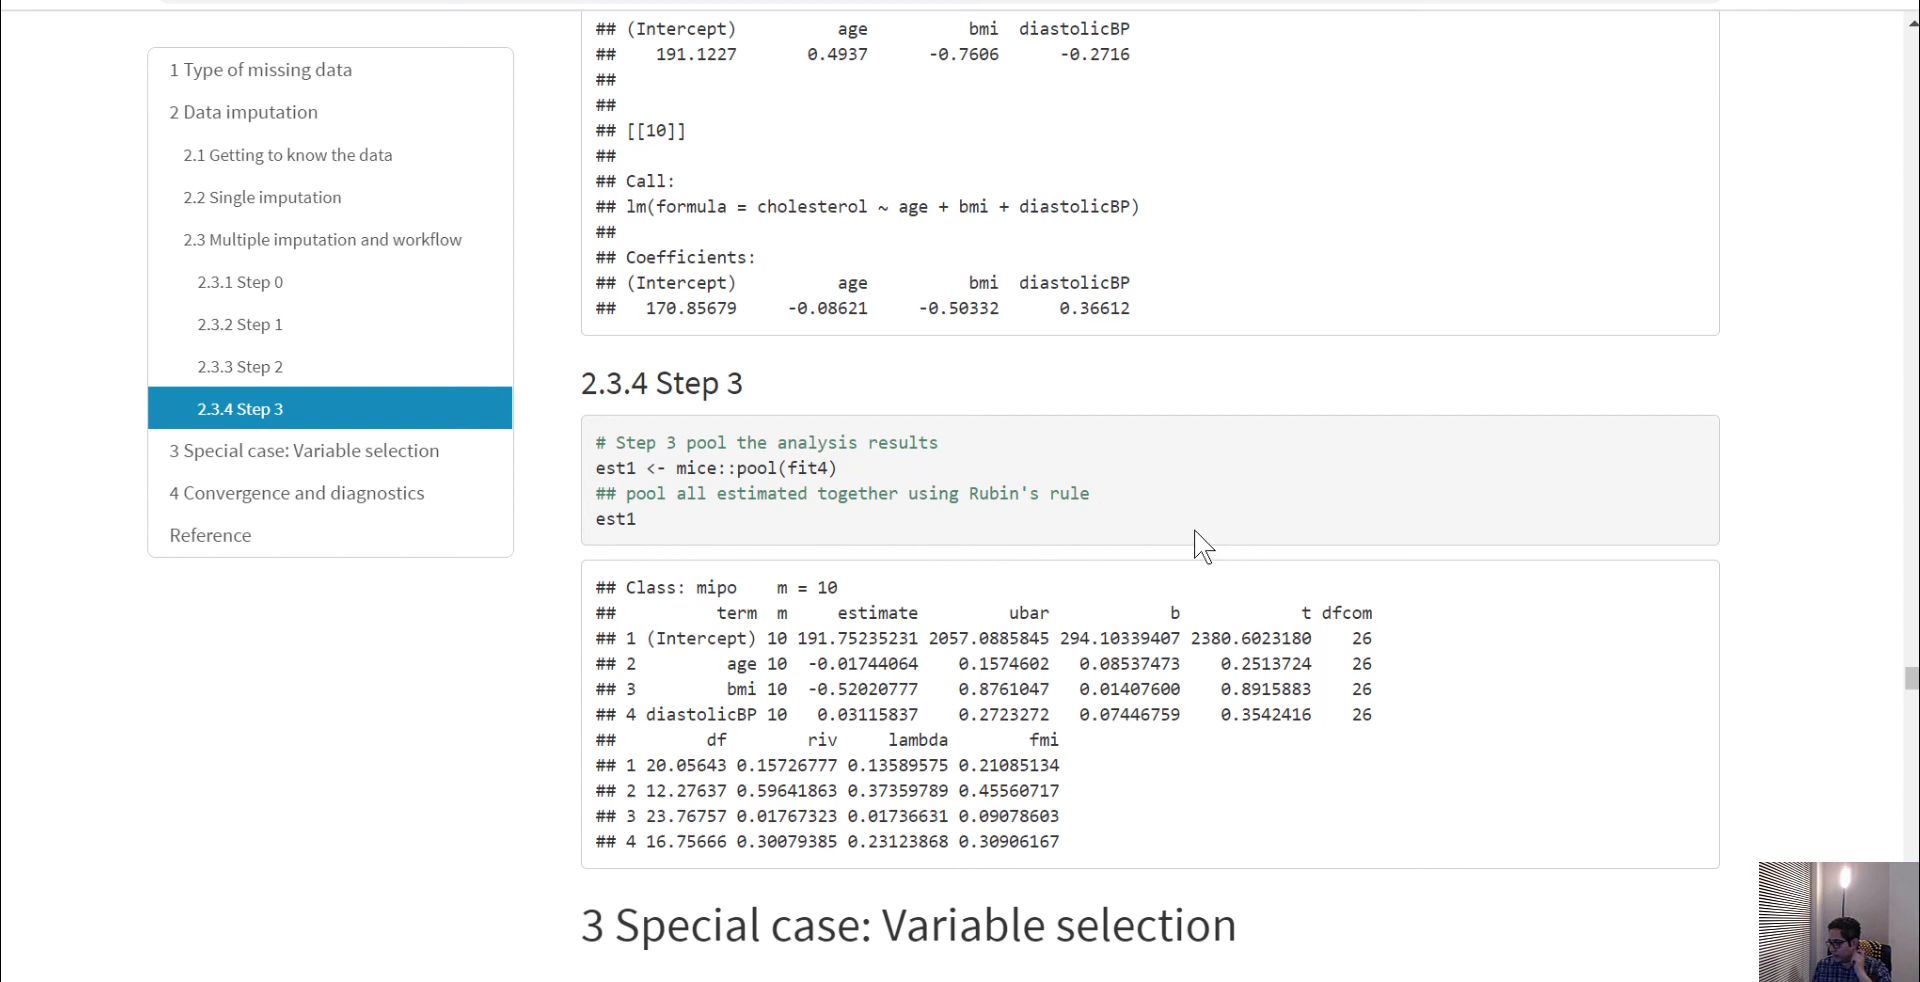 1 Type of missing data
2 Data imputation
2.1 Getting to know the data
2.2 Single imputation
2.3 Multiple imputation and workflow
2.3.1 Step 0
2.3.2 Step 1
2.3.3 Step 2
2.3.4 Step 3
3 Special case: Variable selection
4 Convergence and diagnostics
Reference
## (Intercept) age bmi diastolicBP
## 191.1227 0.4937 -0.7606 -0.2716
##
##
## [[10]]
##
## Call:
## lm(formula = cholesterol ~ age + bmi + diastolicBP)
##
## Coefficients:
## (Intercept) age bmi diastolicBP
## 170.85679 -0.08621 -0.50332 0.36612
2.3.4 Step 3
# Step 3 pool the analysis results
est1 <- mice::pool(fit4)
## pool all estimated together using Rubin's rule
est1
## Class: mipo m = 10
## term m estimate ubar b t dfcom
## 1 (Intercept) 10 191.75235231 2057.0885845 294.10339407 2380.6023180 26
## 2 age 10 -0.01744064 0.1574602 0.08537473 0.2513724 26
## 3 bmi 10 -0.52020777 0.8761047 0.01407600 0.8915883 26
## 4 diastolicBP 10 0.03115837 0.2723272 0.07446759 0.3542416 26
## df riv lambda fmi
## 1 20.05643 0.15726777 0.13589575 0.21085134
## 2 12.27637 0.59641863 0.37359789 0.45560717
## 3 23.76757 0.01767323 0.01736631 0.09078603
## 4 16.75666 0.30079385 0.23123868 0.30906167
3 Special case: Variable selection